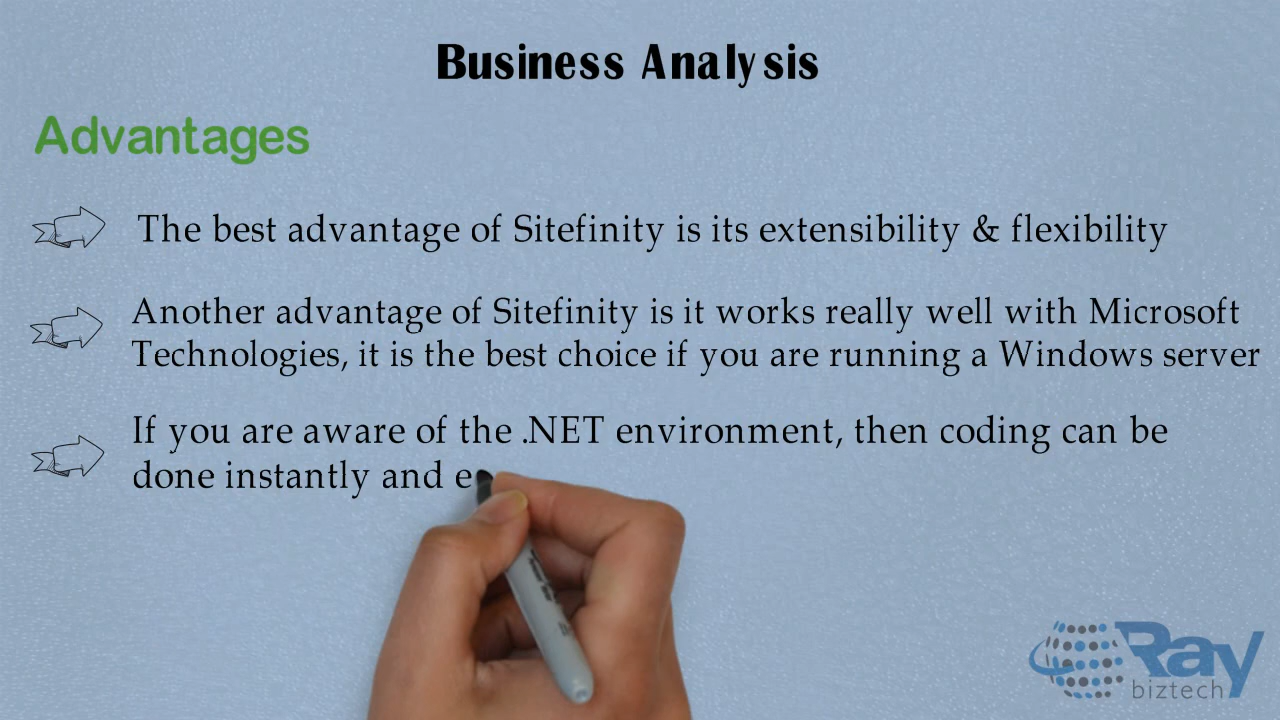 Business Analysis
Advantages
The best advantage of Sitefinity is its extensibility & flexibility
Another advantage of Sitefinity is it works really well with Microsoft
Technologies, it is the best choice if you are running a Windows server
If you are aware of the .NET environment, then coding can be
done instantly and e
Ray
biztech